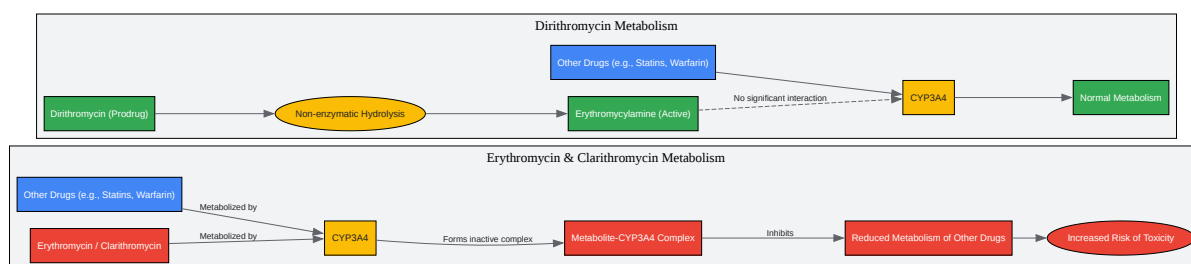 Dirithromycin Metabolism
Other Drugs (e.g., Statins, Warfarin)
Dirithromycin (Prodrug)
Non-enzymatic Hydrolysis
Erythromycylamine (Active)
No significant interaction
CYP3A4
Normal Metabolism
Erythromycin & Clarithromycin Metabolism
Other Drugs (e.g., Statins, Warfarin)
Metabolized by
Erythromycin / Clarithromycin
Metabolized by
CYP3A4
Forms inactive complex
Metabolite-CYP3A4 Complex
Inhibits
Reduced Metabolism of Other Drugs
Increased Risk of Toxicity